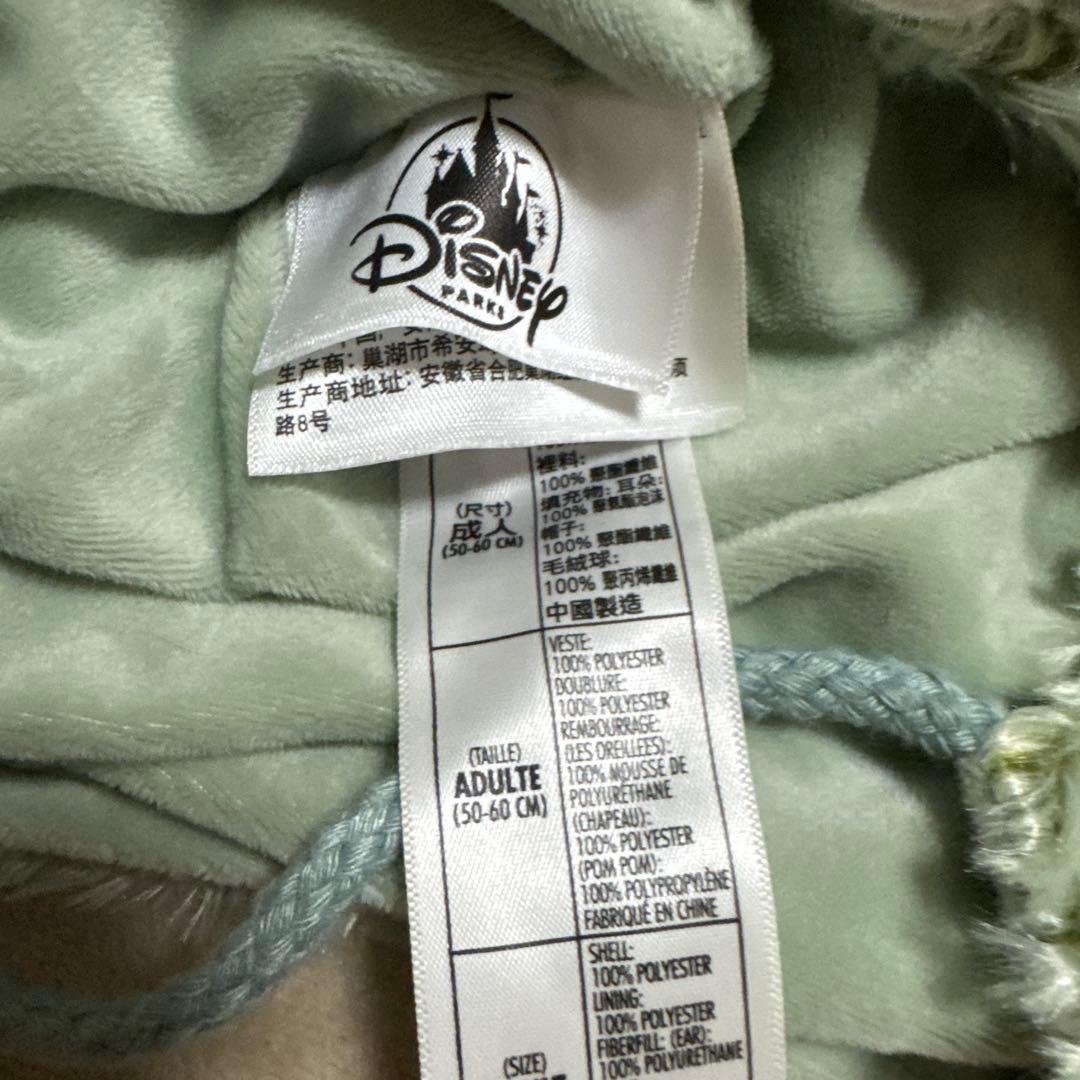 Disney
PARKS
生产商: 巢湖市希安
生产商地址: 安徽省合肥巢湖
路8号
裡料:
100% 聚酯纖維
填充物: 耳朵:
100% 聚氨酯泡沫
帽子:
100% 聚酯纖維
毛絨球:
100% 聚丙烯纖維
中國製造
(尺寸)
成人
(50-60 CM)
(TAILLE)
ADULTE
(50-60 CM)
VESTE:
100% POLYESTER
DOUBLURE:
100% POLYESTER
REMBOURRAGE:
(LES OREILLES):
100% MOUSSE DE
POLYURÉTHANE
(CHAPEAU):
100% POLYESTER
(POM POM):
100% POLYPROPYLÈNE
FABRIQUÉ EN CHINE
(SIZE)
SHELL:
100% POLYESTER
LINING:
100% POLYESTER
FIBERFILL: (EAR):
100% POLYURETHANE